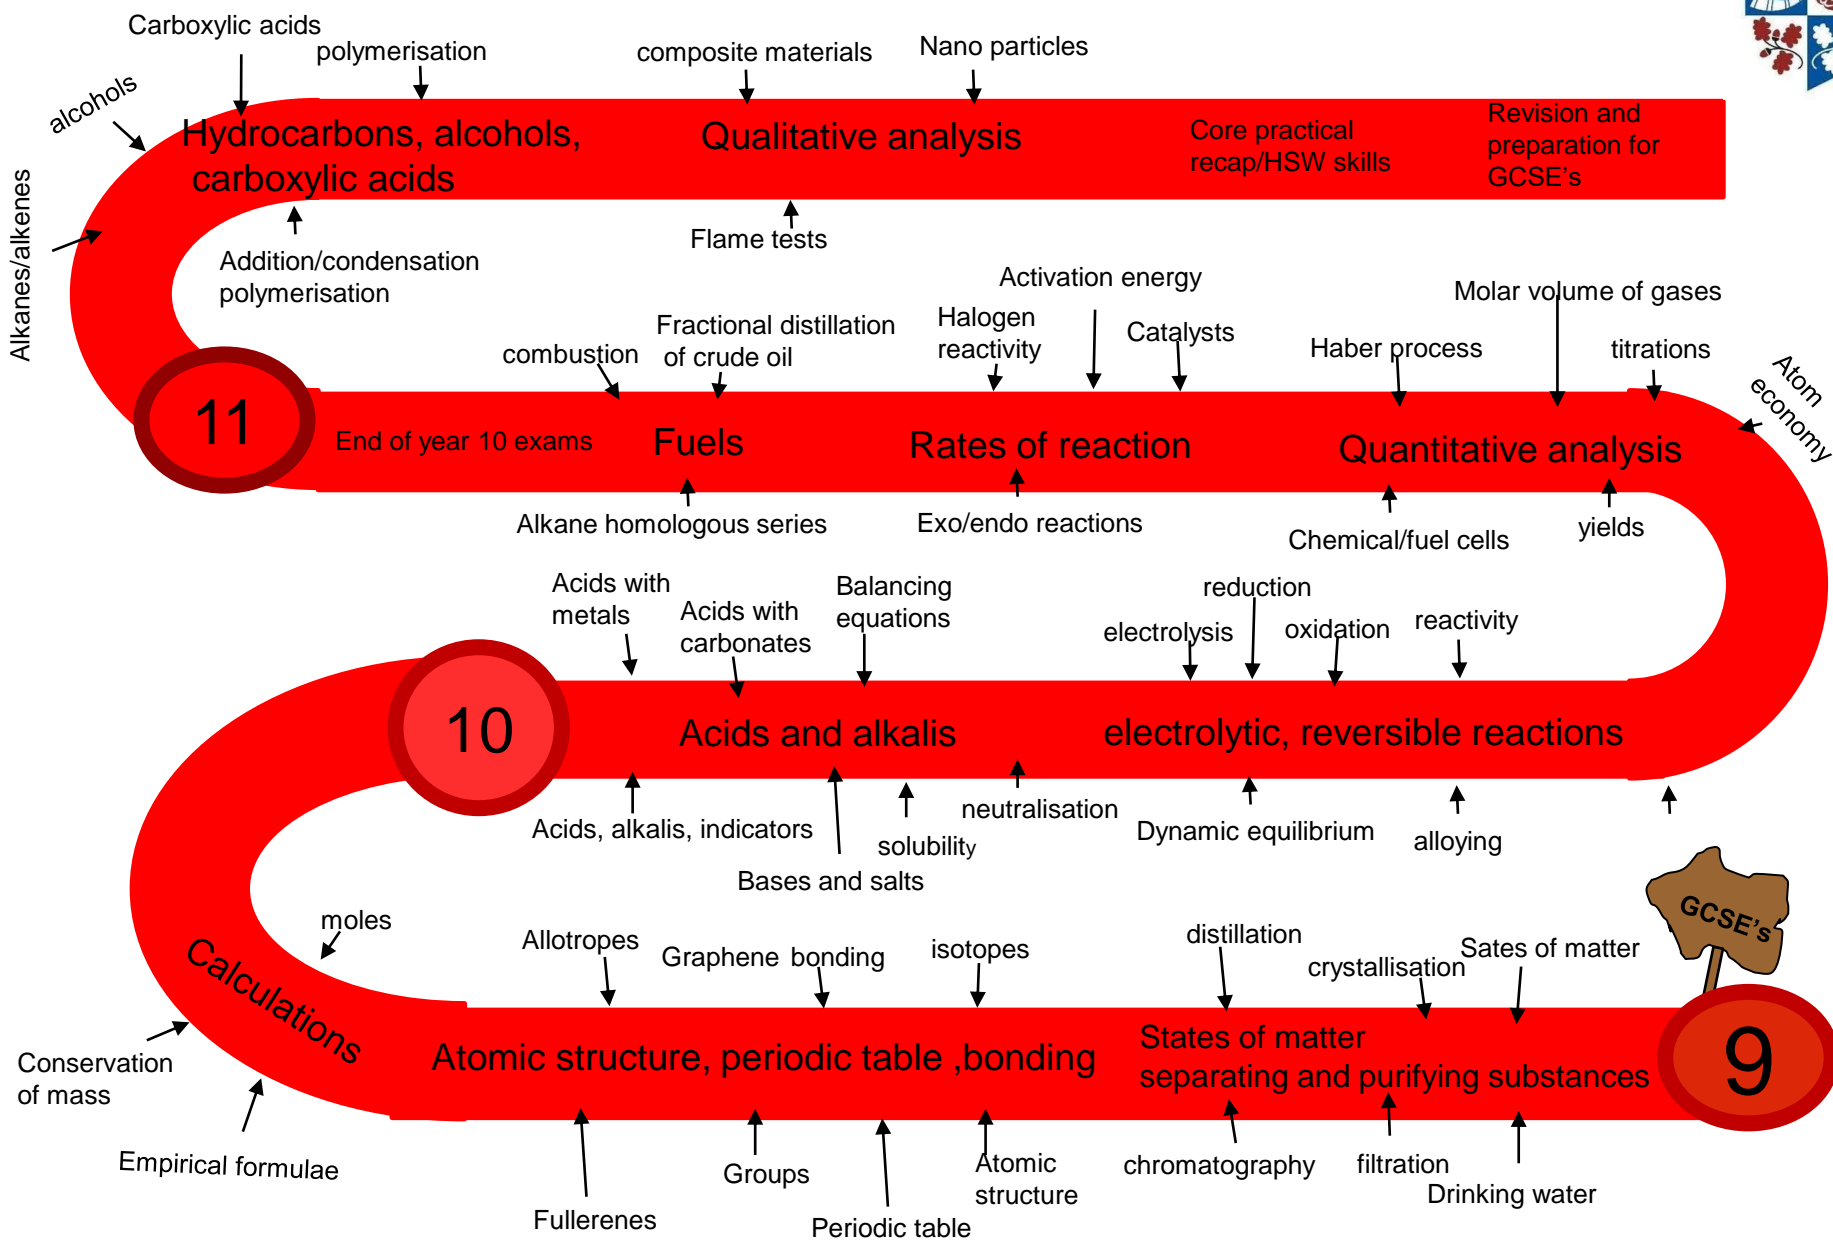 Carboxylic acids
polymerisation
composite materials
Nano particles
alcohols
Hydrocarbons, alcohols,
carboxylic acids
Qualitative analysis
Core practical
recap/HSW skills
Revision and
preparation for
GCSE's
Alkanes/alkenes
Addition/condensation
polymerisation
Flame tests
Activation energy
Molar volume of gases
Halogen
reactivity
Catalysts
Fractional distillation
of crude oil
combustion
Haber process
titrations
Atom
economy
11
End of year 10 exams
Fuels
Rates of reaction
Quantitative analysis
Alkane homologous series
Exo/endo reactions
Chemical/fuel cells
yields
Acids with
metals
Acids with
carbonates
Balancing
equations
reduction
electrolysis
oxidation
reactivity
10
Acids and alkalis
electrolytic, reversible reactions
Acids, alkalis, indicators
Bases and salts
solubility
neutralisation
Dynamic equilibrium
alloying
GCSE's
moles
Allotropes
Graphene bonding
isotopes
distillation
crystallisation
Sates of matter
Calculations
Atomic structure, periodic table ,bonding
States of matter
separating and purifying substances
9
Conservation
of mass
Empirical formulae
Fullerenes
Groups
Periodic table
Atomic
structure
chromatography
filtration
Drinking water